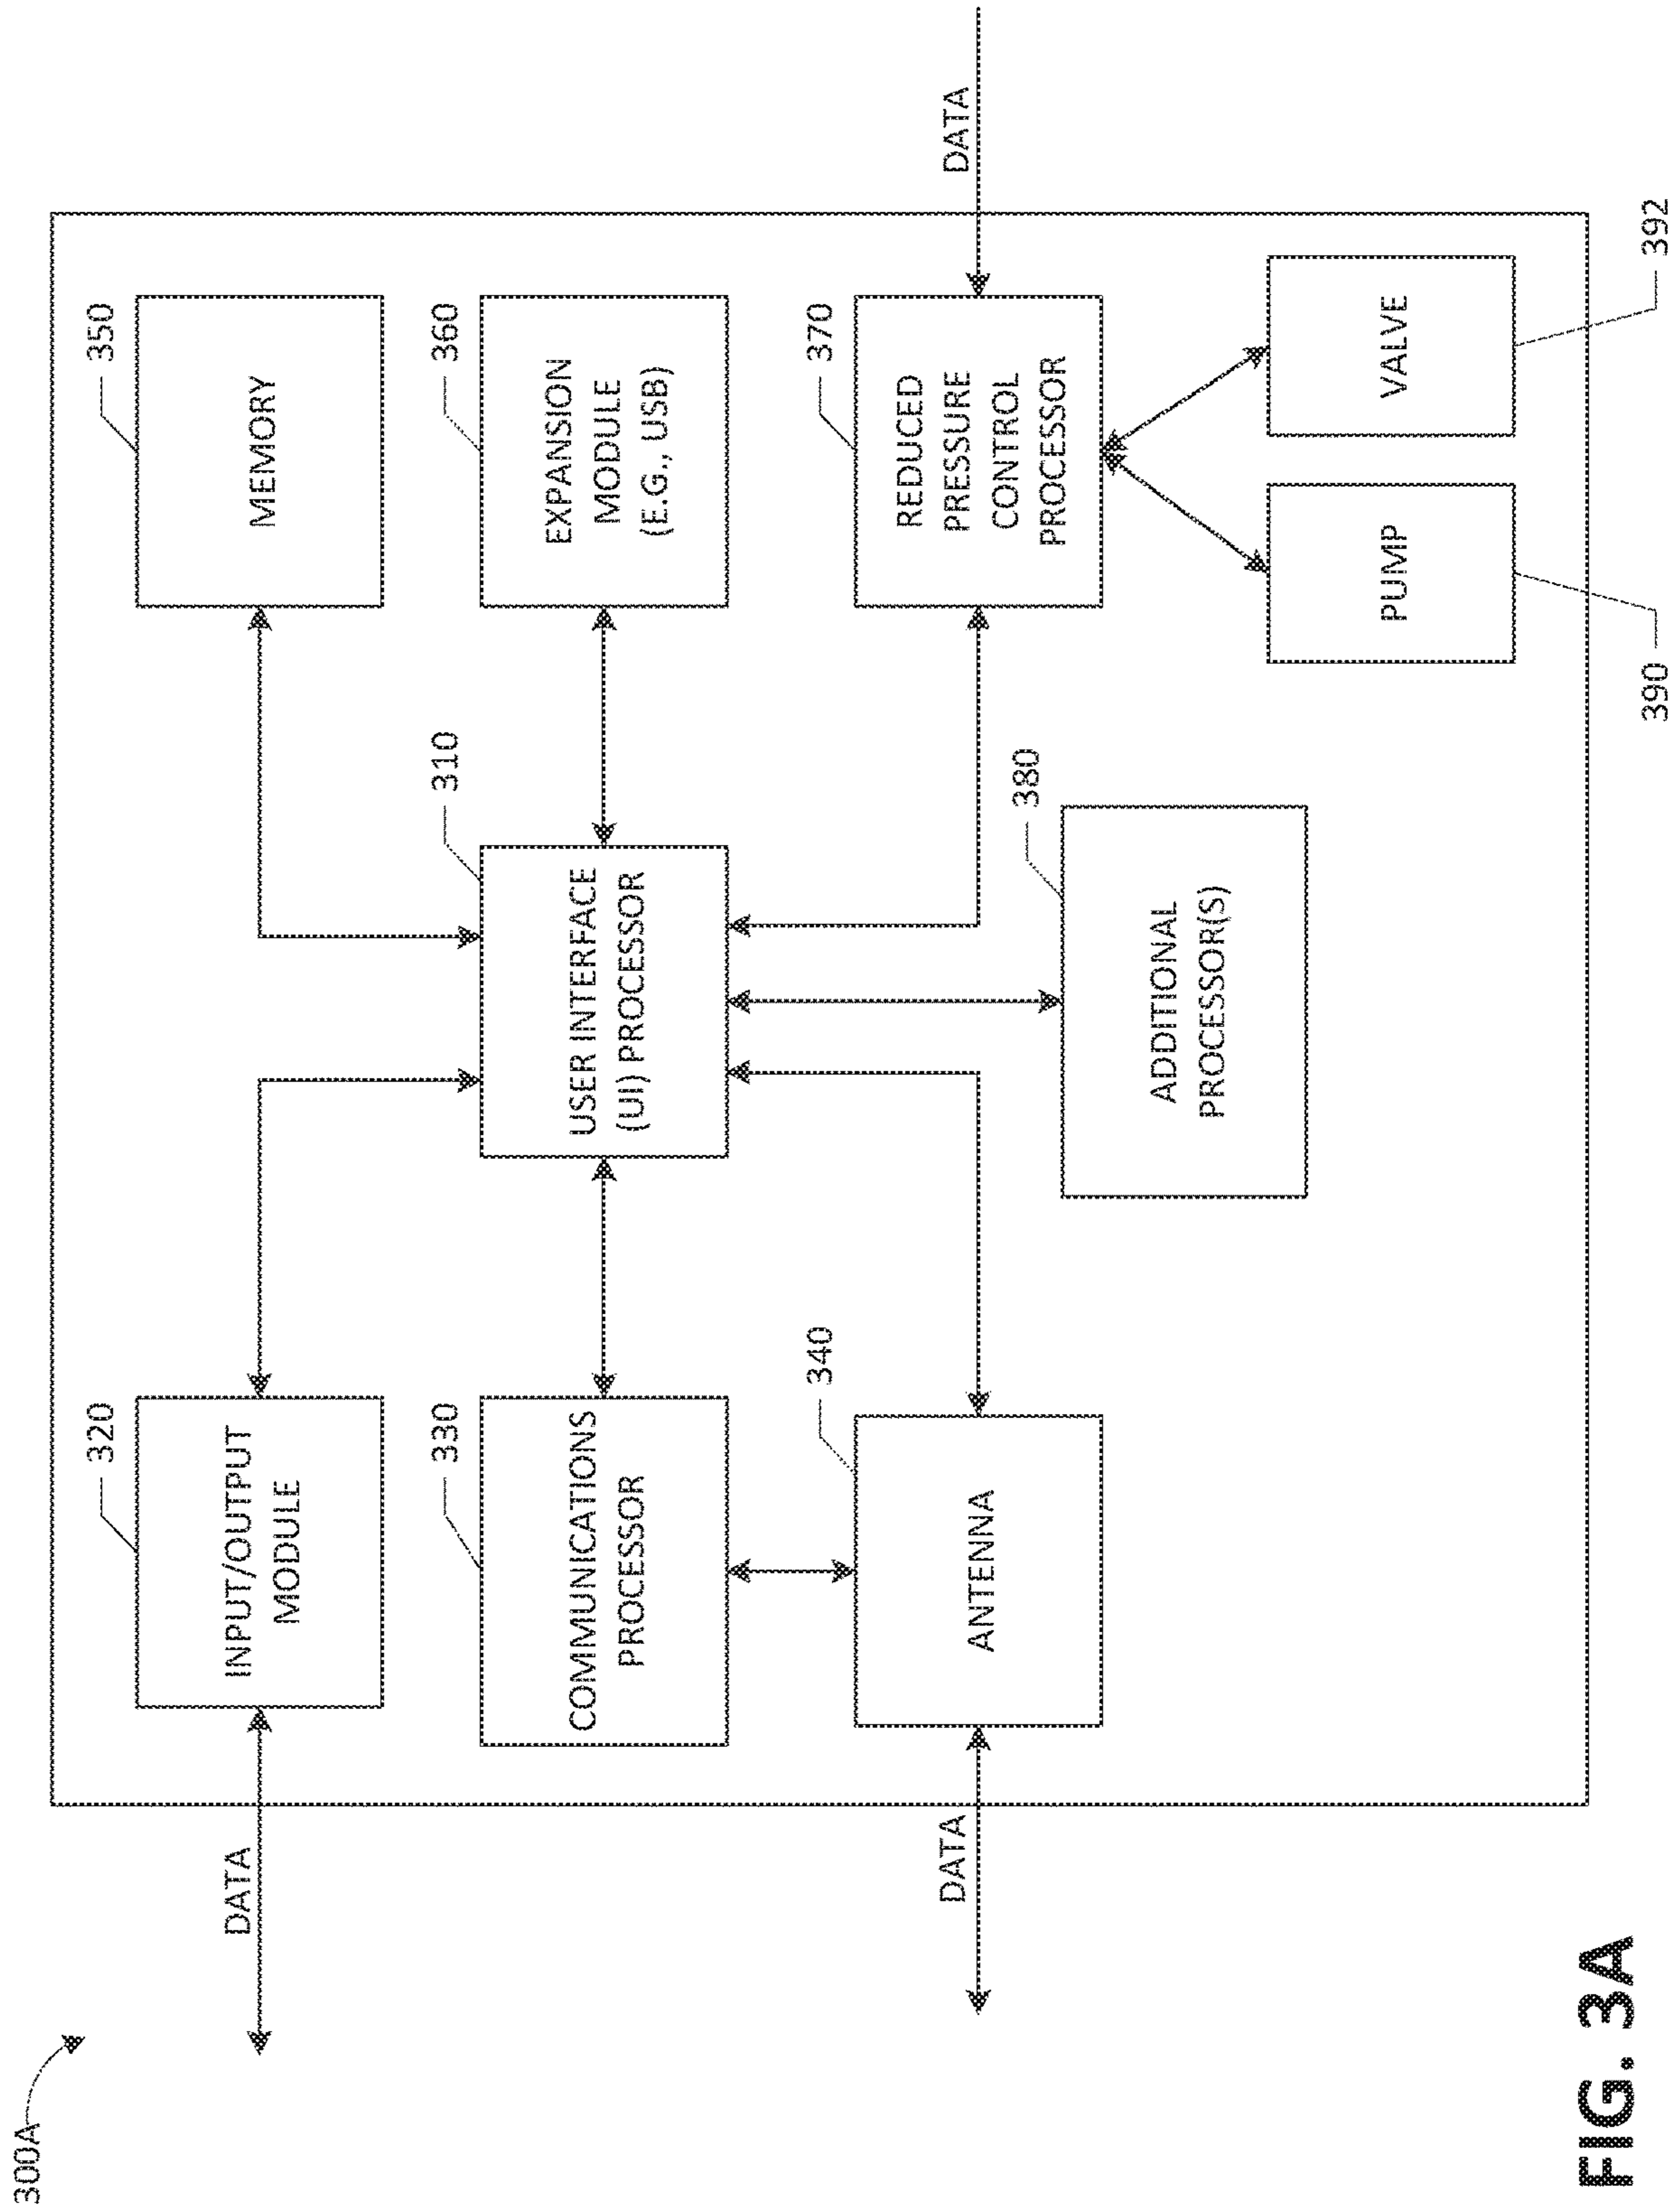 300A
320
INPUT/OUTPUT
MODULE
DATA
350
MEMORY
310
USER INTERFACE
(UI) PROCESSOR
330
COMMUNICATIONS
PROCESSOR
360
EXPANSION
MODULE
(E.G., USB)
340
ANTENNA
DATA
370
REDUCED
PRESSURE
CONTROL
PROCESSOR
DATA
380
ADDITIONAL
PROCESSOR(S)
PUMP
VALVE
390
392
FIG. 3A